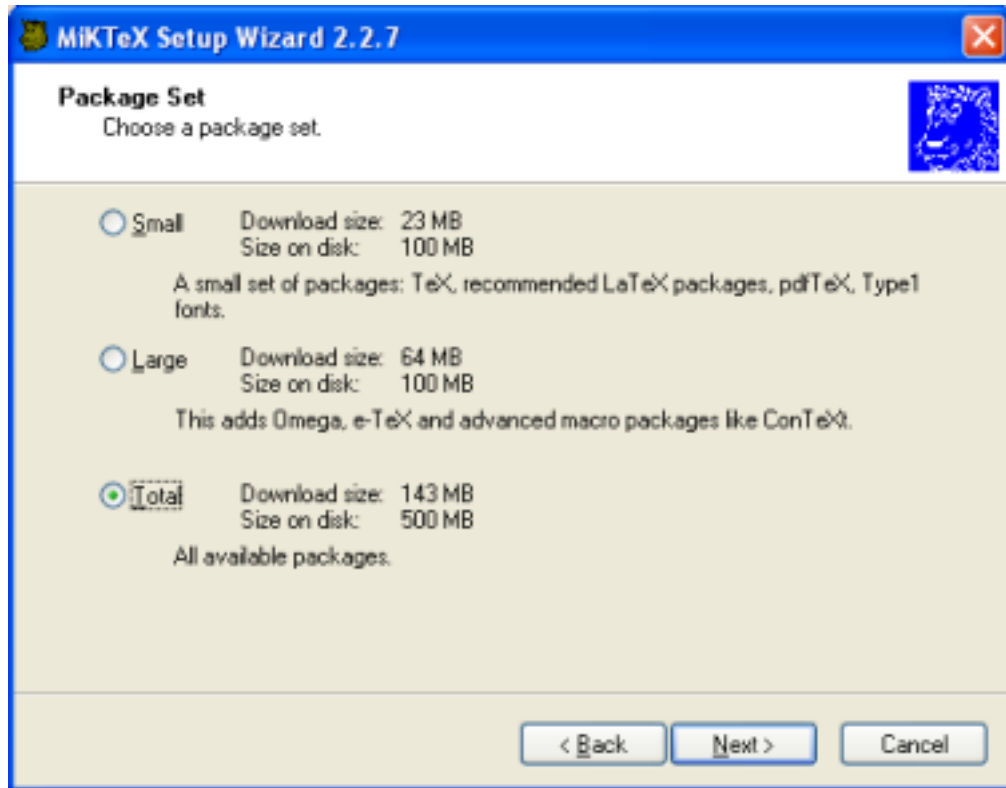 MiKTeX Setup Wizard 2.2.7
Package Set
Choose a package set.
Small Download size: 23 MB
Size on disk: 100 MB
A small set of packages: TeX, recommended LaTeX packages, pdfTeX, Type1
fonts.
Large Download size: 64 MB
Size on disk: 100 MB
This adds Omega, e-TeX and advanced macro packages like ConTeXt.
Total Download size: 143 MB
Size on disk: 500 MB
All available packages.
< Back Next > Cancel